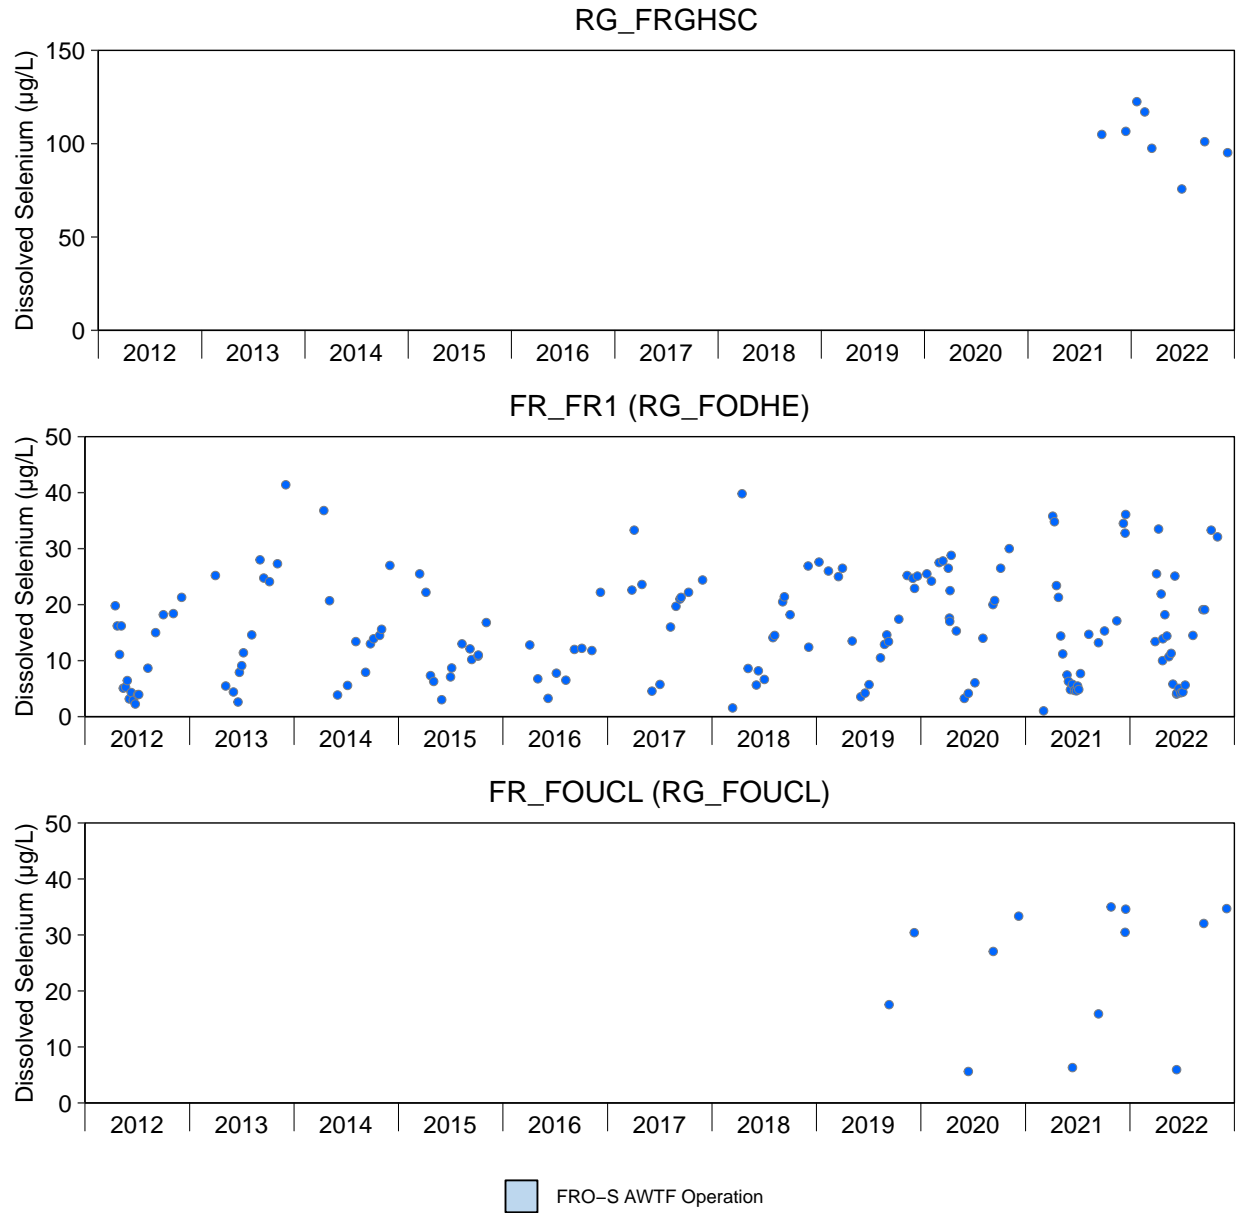 RG_FRGHSC
Dissolved Selenium (µg/L)
150
100
50
0
2012 2013 2014 2015 2016 2017 2018 2019 2020 2021 2022
FR_FR1 (RG_FODHE)
Dissolved Selenium (µg/L)
50
40
30
20
10
0
2012 2013 2014 2015 2016 2017 2018 2019 2020 2021 2022
FR_FOUCL (RG_FOUCL)
Dissolved Selenium (µg/L)
50
40
30
20
10
0
2012 2013 2014 2015 2016 2017 2018 2019 2020 2021 2022
FRO−S AWTF Operation